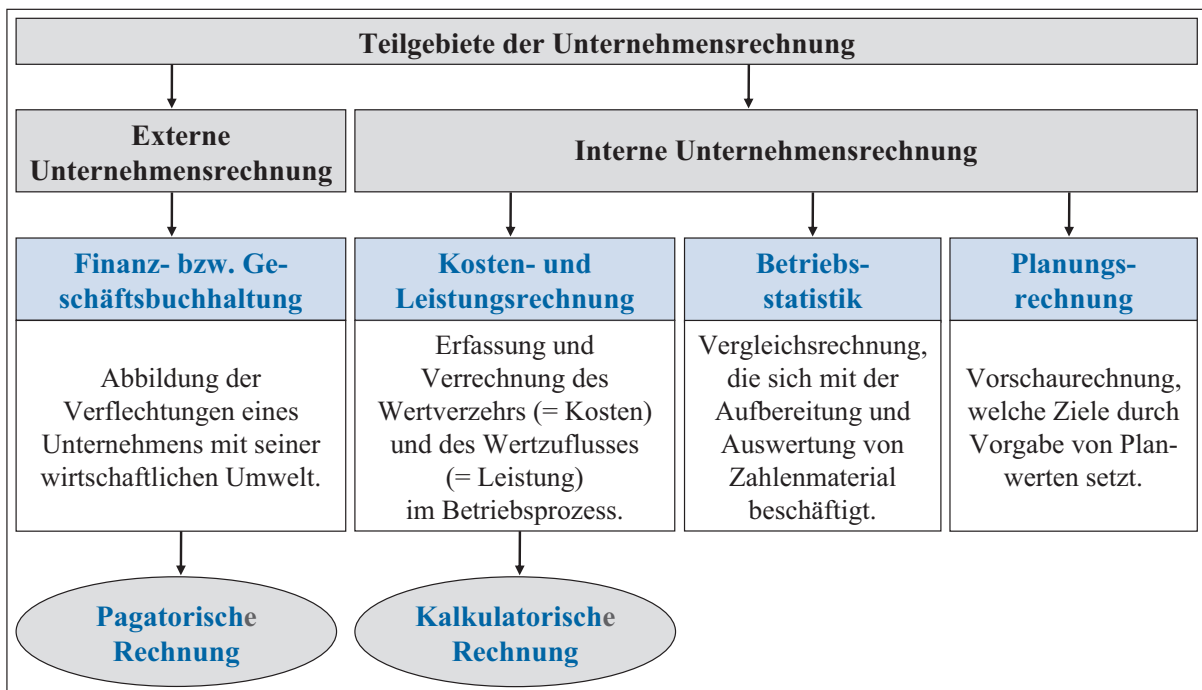 Teilgebiete der Unternehmensrechnung
Externe
Unternehmensrechnung
Interne Unternehmensrechnung
Finanz- bzw. Ge-
schäftsbuchhaltung
Abbildung der
Verflechtungen eines
Unternehmens mit seiner
wirtschaftlichen Umwelt.
Pagatorische
Rechnung
Kosten- und
Leistungsrechnung
Erfassung und
Verrechnung des
Wertverzehrs (= Kosten)
und des Wertzuflusses
(= Leistung)
im Betriebsprozess.
Kalkulatorische
Rechnung
Betriebs-
statistik
Vergleichsrechnung,
die sich mit der
Aufbereitung und
Auswertung von
Zahlenmaterial
beschäftigt.
Planungs-
rechnung
Vorschaurechnung,
welche Ziele durch
Vorgabe von Plan-
werten setzt.